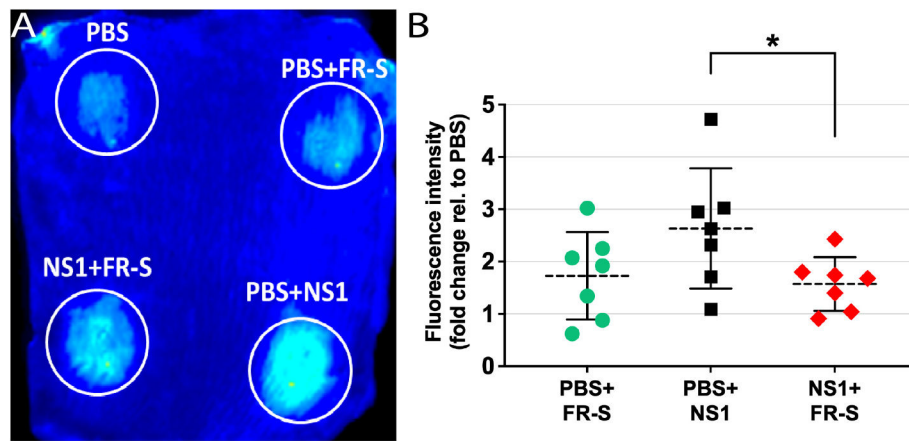 A
PBS
PBS+FR-S
NS1+FR-S
PBS+NS1
B
*
Fluorescence intensity
(fold change rel. to PBS)
5
4
3
2
1
0
PBS+
FR-S
PBS+
NS1
NS1+
FR-S